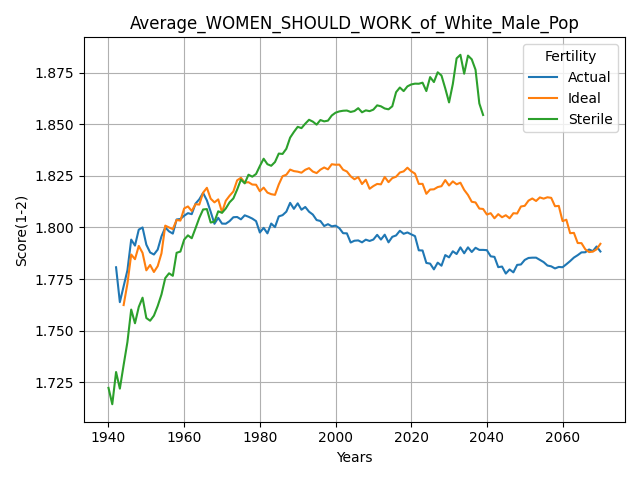 Average_WOMEN_SHOULD_WORK_of_White_Male_Pop
Fertility
Actual
Ideal
Sterile
Score(1-2)
1.875
1.850
1.825
1.800
1.775
1.750
1.725
1940 1960 1980 2000 2020 2040 2060
Years